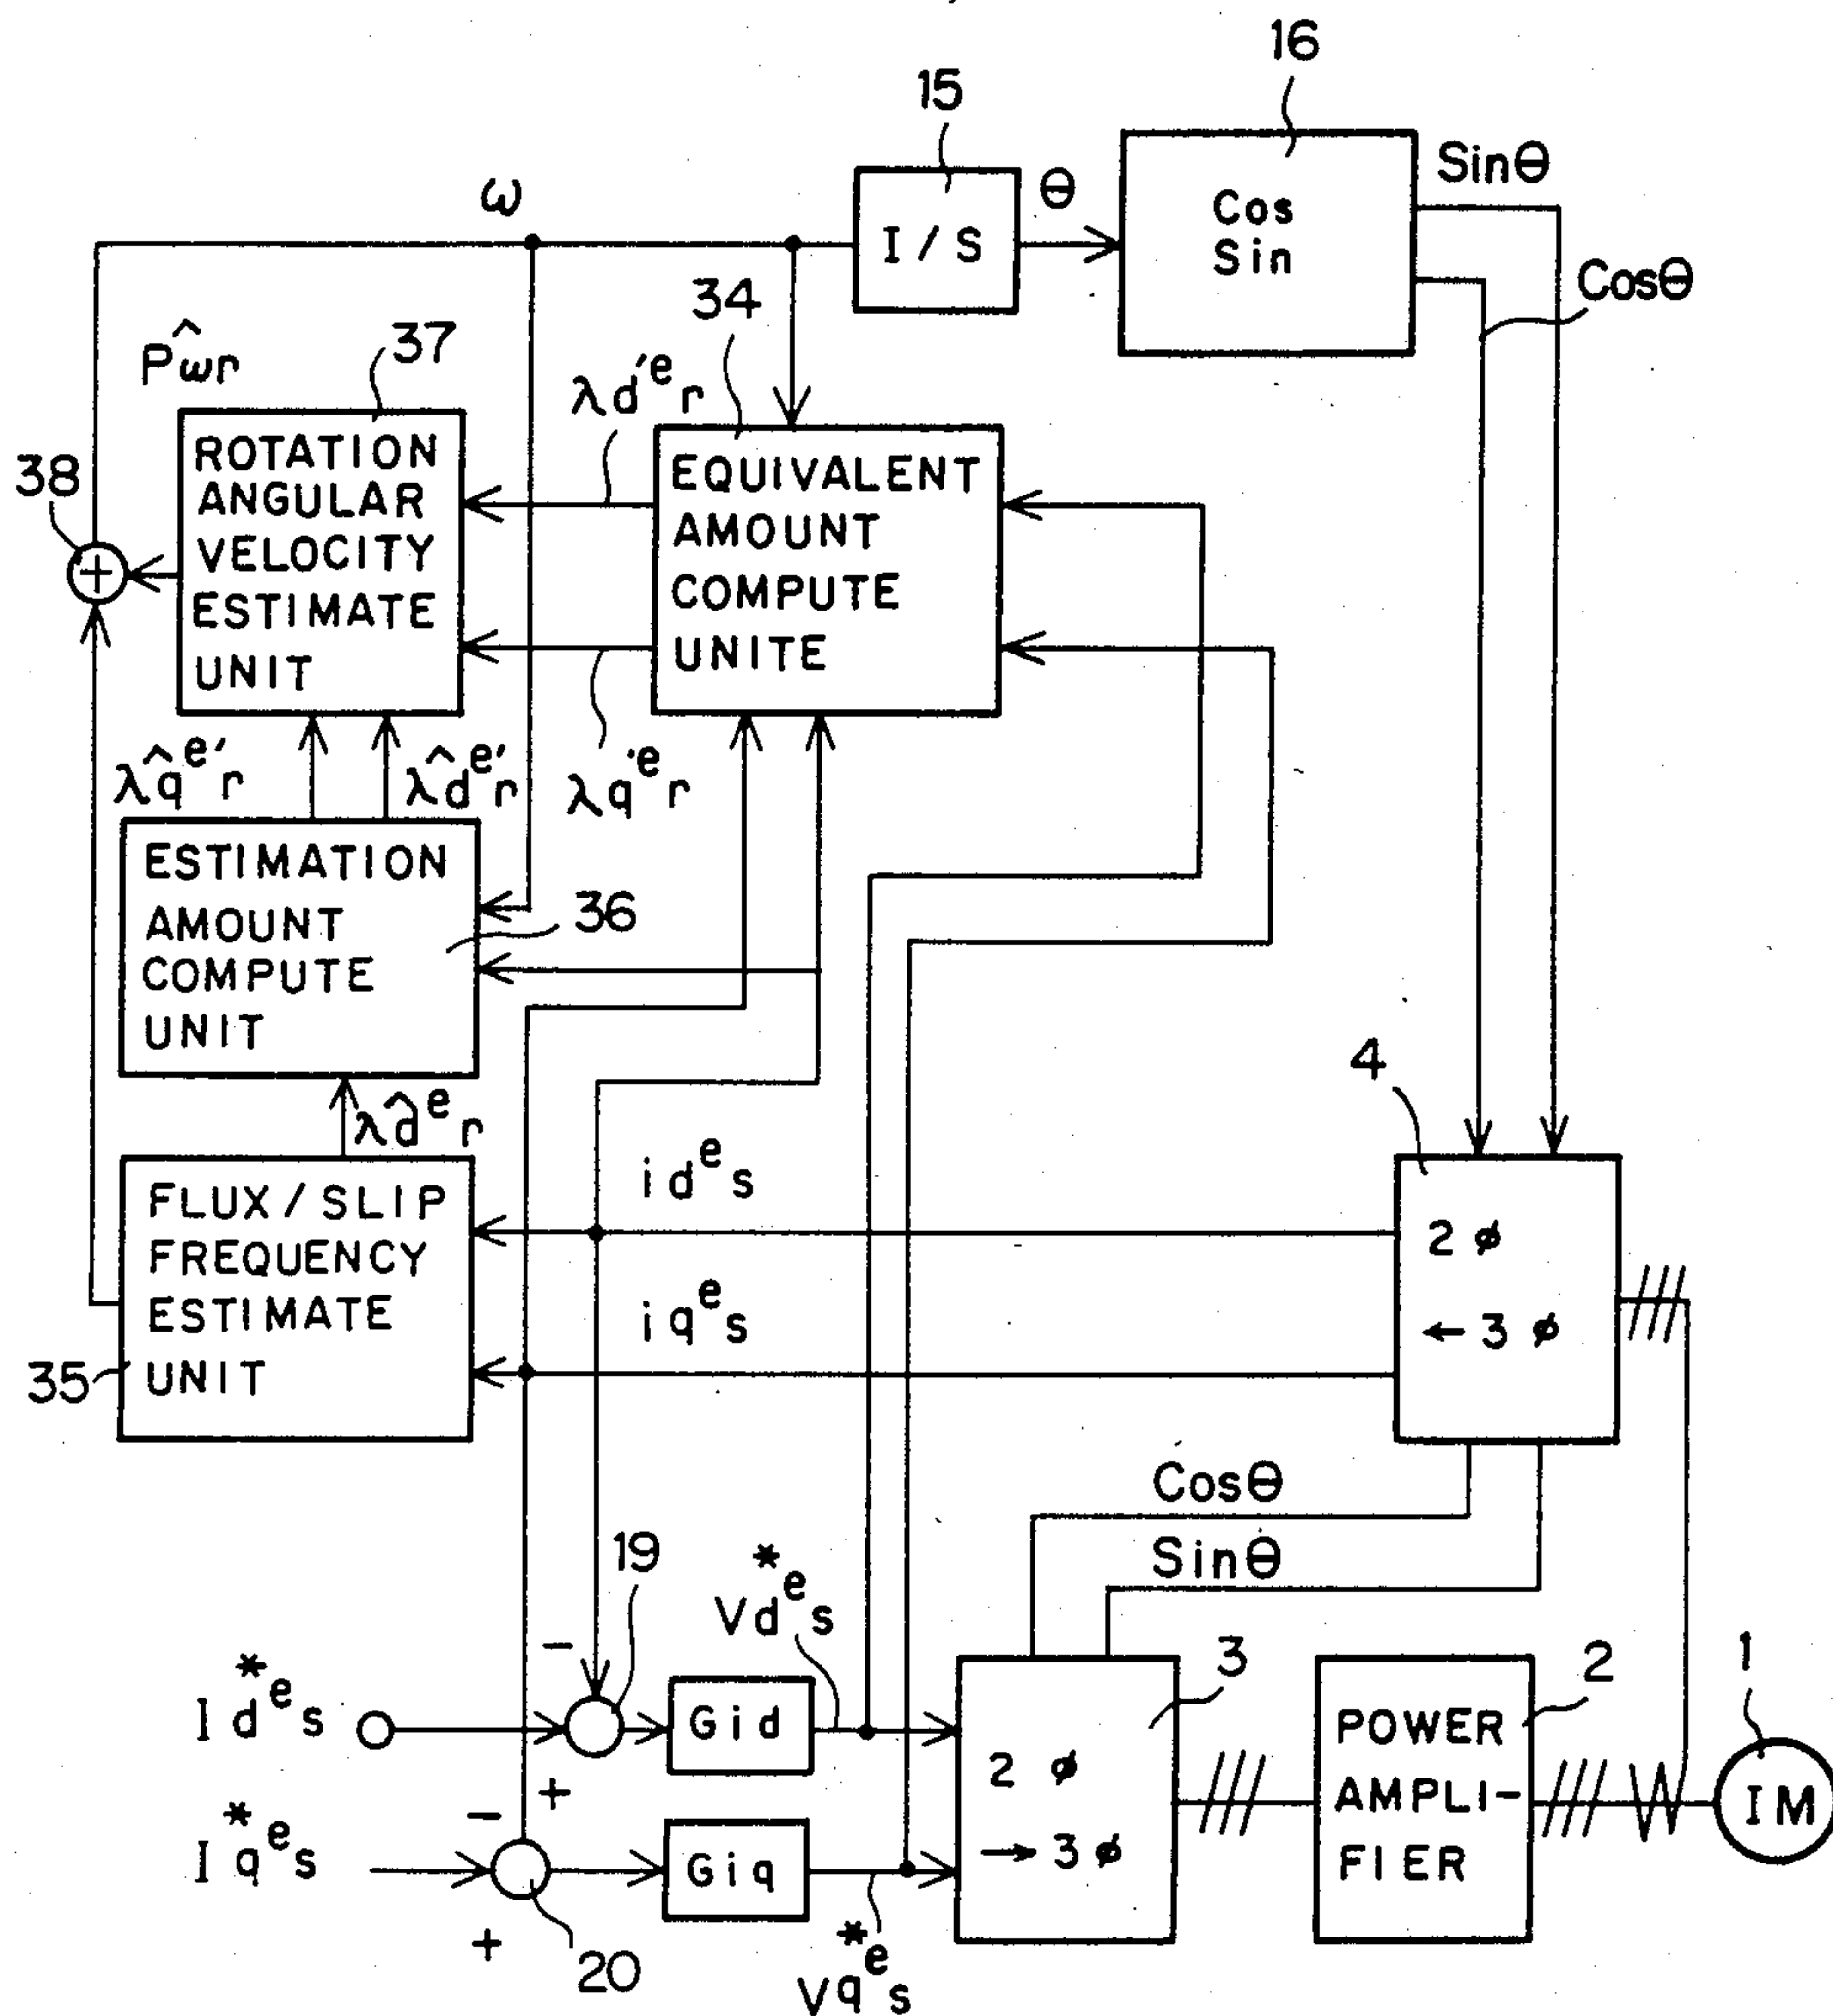 16
15
Sinθ
ω
θ
Cos
Sin
I/S
Cosθ
34
37
Pω̂r
λd'ᵉr
38
ROTATION
ANGULAR
VELOCITY
ESTIMATE
UNIT
EQUIVALENT
AMOUNT
COMPUTE
UNITE
+
λq̂ᵉ'r
λd̂ᵉ'r
λq'ᵉr
ESTIMATION
AMOUNT
COMPUTE
UNIT
36
4
λd̂ᵉr
idᵉs
FLUX/SLIP
FREQUENCY
ESTIMATE
UNIT
2φ
← 3φ
iqᵉs
35
Cosθ
Sinθ
19
Vd*ᵉs
-
Id*ᵉs
+
Gid
3
2
1
2φ
→ 3φ
POWER
AMPLI-
FIER
IM
-
Iq*ᵉs
+
Giq
20
Vq*ᵉs